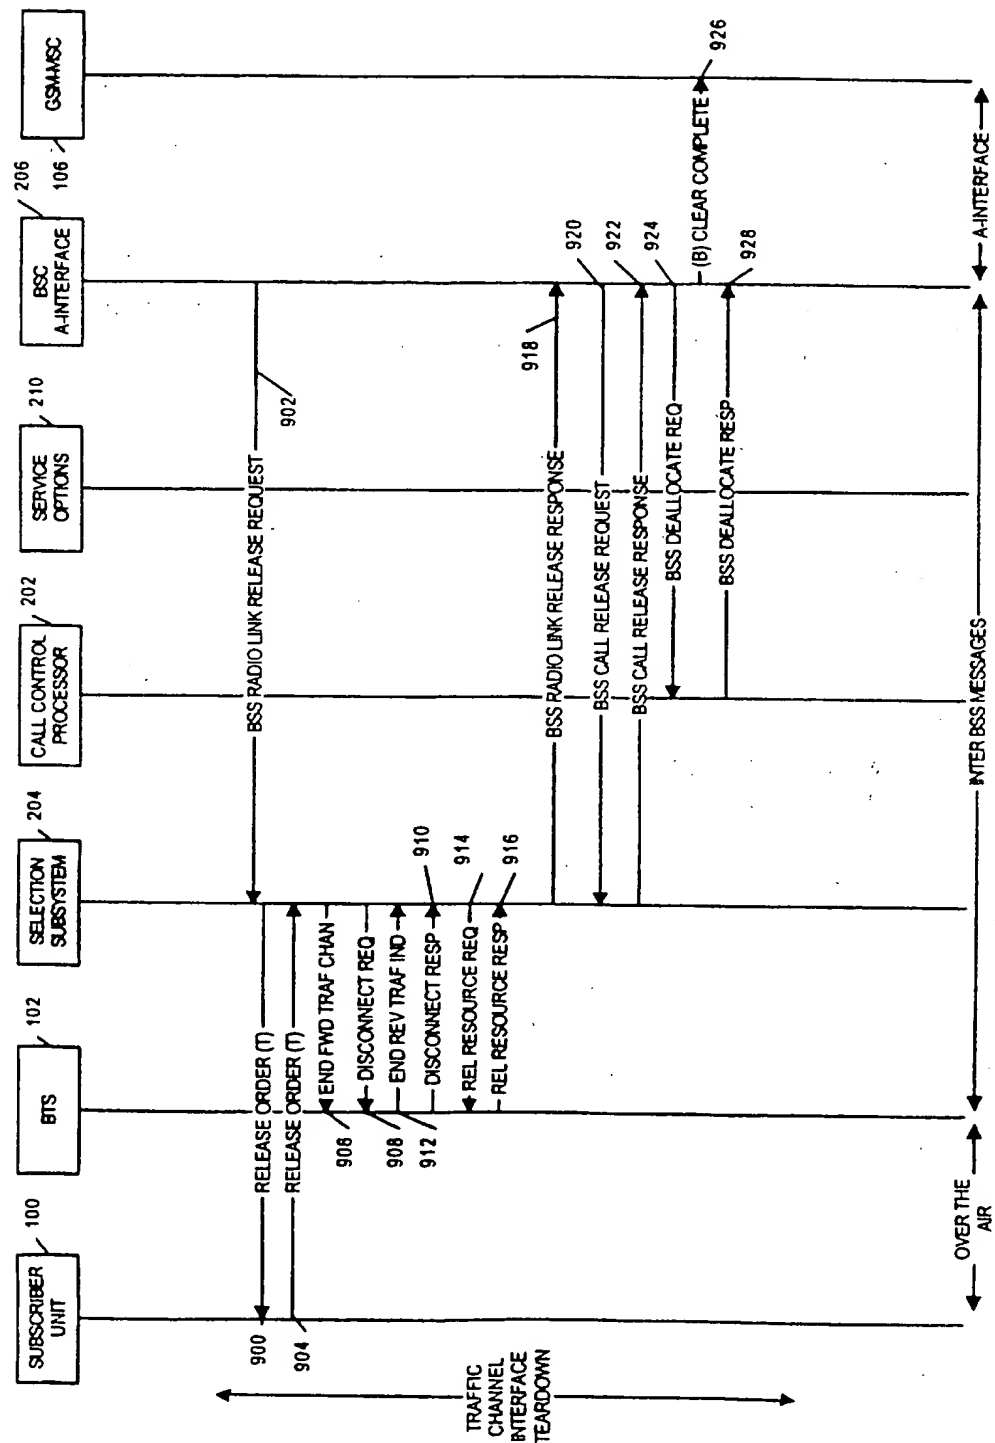 SUBSCRIBER
UNIT
100
BTS
102
SELECTION
SUBSYSTEM
204
CALL CONTROL
PROCESSOR
202
SERVICE
OPTIONS
210
BSC
A-INTERFACE
206
GSM-MSC
106
TRAFFIC
CHANNEL
INTERFACE
TEARDOWN
BSS RADIO LINK RELEASE REQUEST
902
900
RELEASE ORDER (T)
904
RELEASE ORDER (T)
END FWD TRAF CHAN
908
DISCONNECT REQ
908
END REV TRAF IND
912
DISCONNECT RESP
910
REL RESOURCE REQ
914
REL RESOURCE RESP
916
BSS RADIO LINK RELEASE RESPONSE
918
BSS CALL RELEASE REQUEST
920
BSS CALL RELEASE RESPONSE
922
BSS DEALLOCATE REQ
924
(B) CLEAR COMPLETE
926
BSS DEALLOCATE RESP
928
OVER THE
AIR
INTER BSS MESSAGES
A-INTERFACE